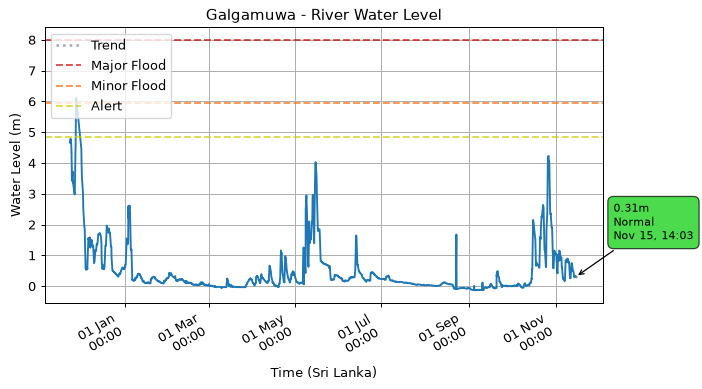 Galgamuwa - River Water Level
Trend
Major Flood
Minor Flood
Alert
8
7
6
5
4
3
2
1
0
Water Level (m)
0.31m
Normal
Nov 15, 14:03
01 Jan
00:00
01 Mar
00:00
01 May
00:00
01 Jul
00:00
01 Sep
00:00
01 Nov
00:00
Time (Sri Lanka)